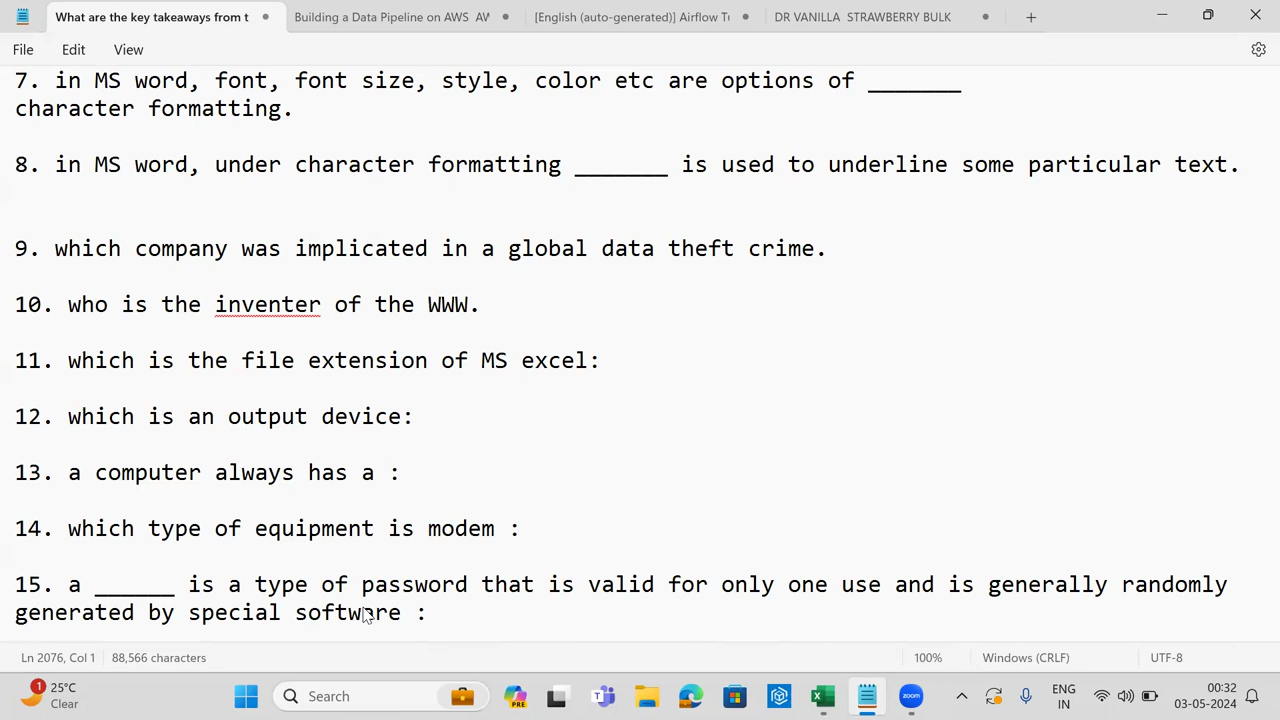 What are the key takeaways from t
Building a Data Pipeline on AWS AW
[English (auto-generated)] Airflow Tu
DR VANILLA STRAWBERRY BULK
File Edit View
7. in MS word, font, font size, style, color etc are options of _______
character formatting.
8. in MS word, under character formatting _______ is used to underline some particular text.
9. which company was implicated in a global data theft crime.
10. who is the inventer of the WWW.
11. which is the file extension of MS excel:
12. which is an output device:
13. a computer always has a :
14. which type of equipment is modem :
15. a ______ is a type of password that is valid for only one use and is generally randomly
generated by special software :
Ln 2076, Col 1 88,566 characters 100% Windows (CRLF) UTF-8
1 25°C
Clear
Search
PRE
zoom
ENG
IN
00:32
03-05-2024